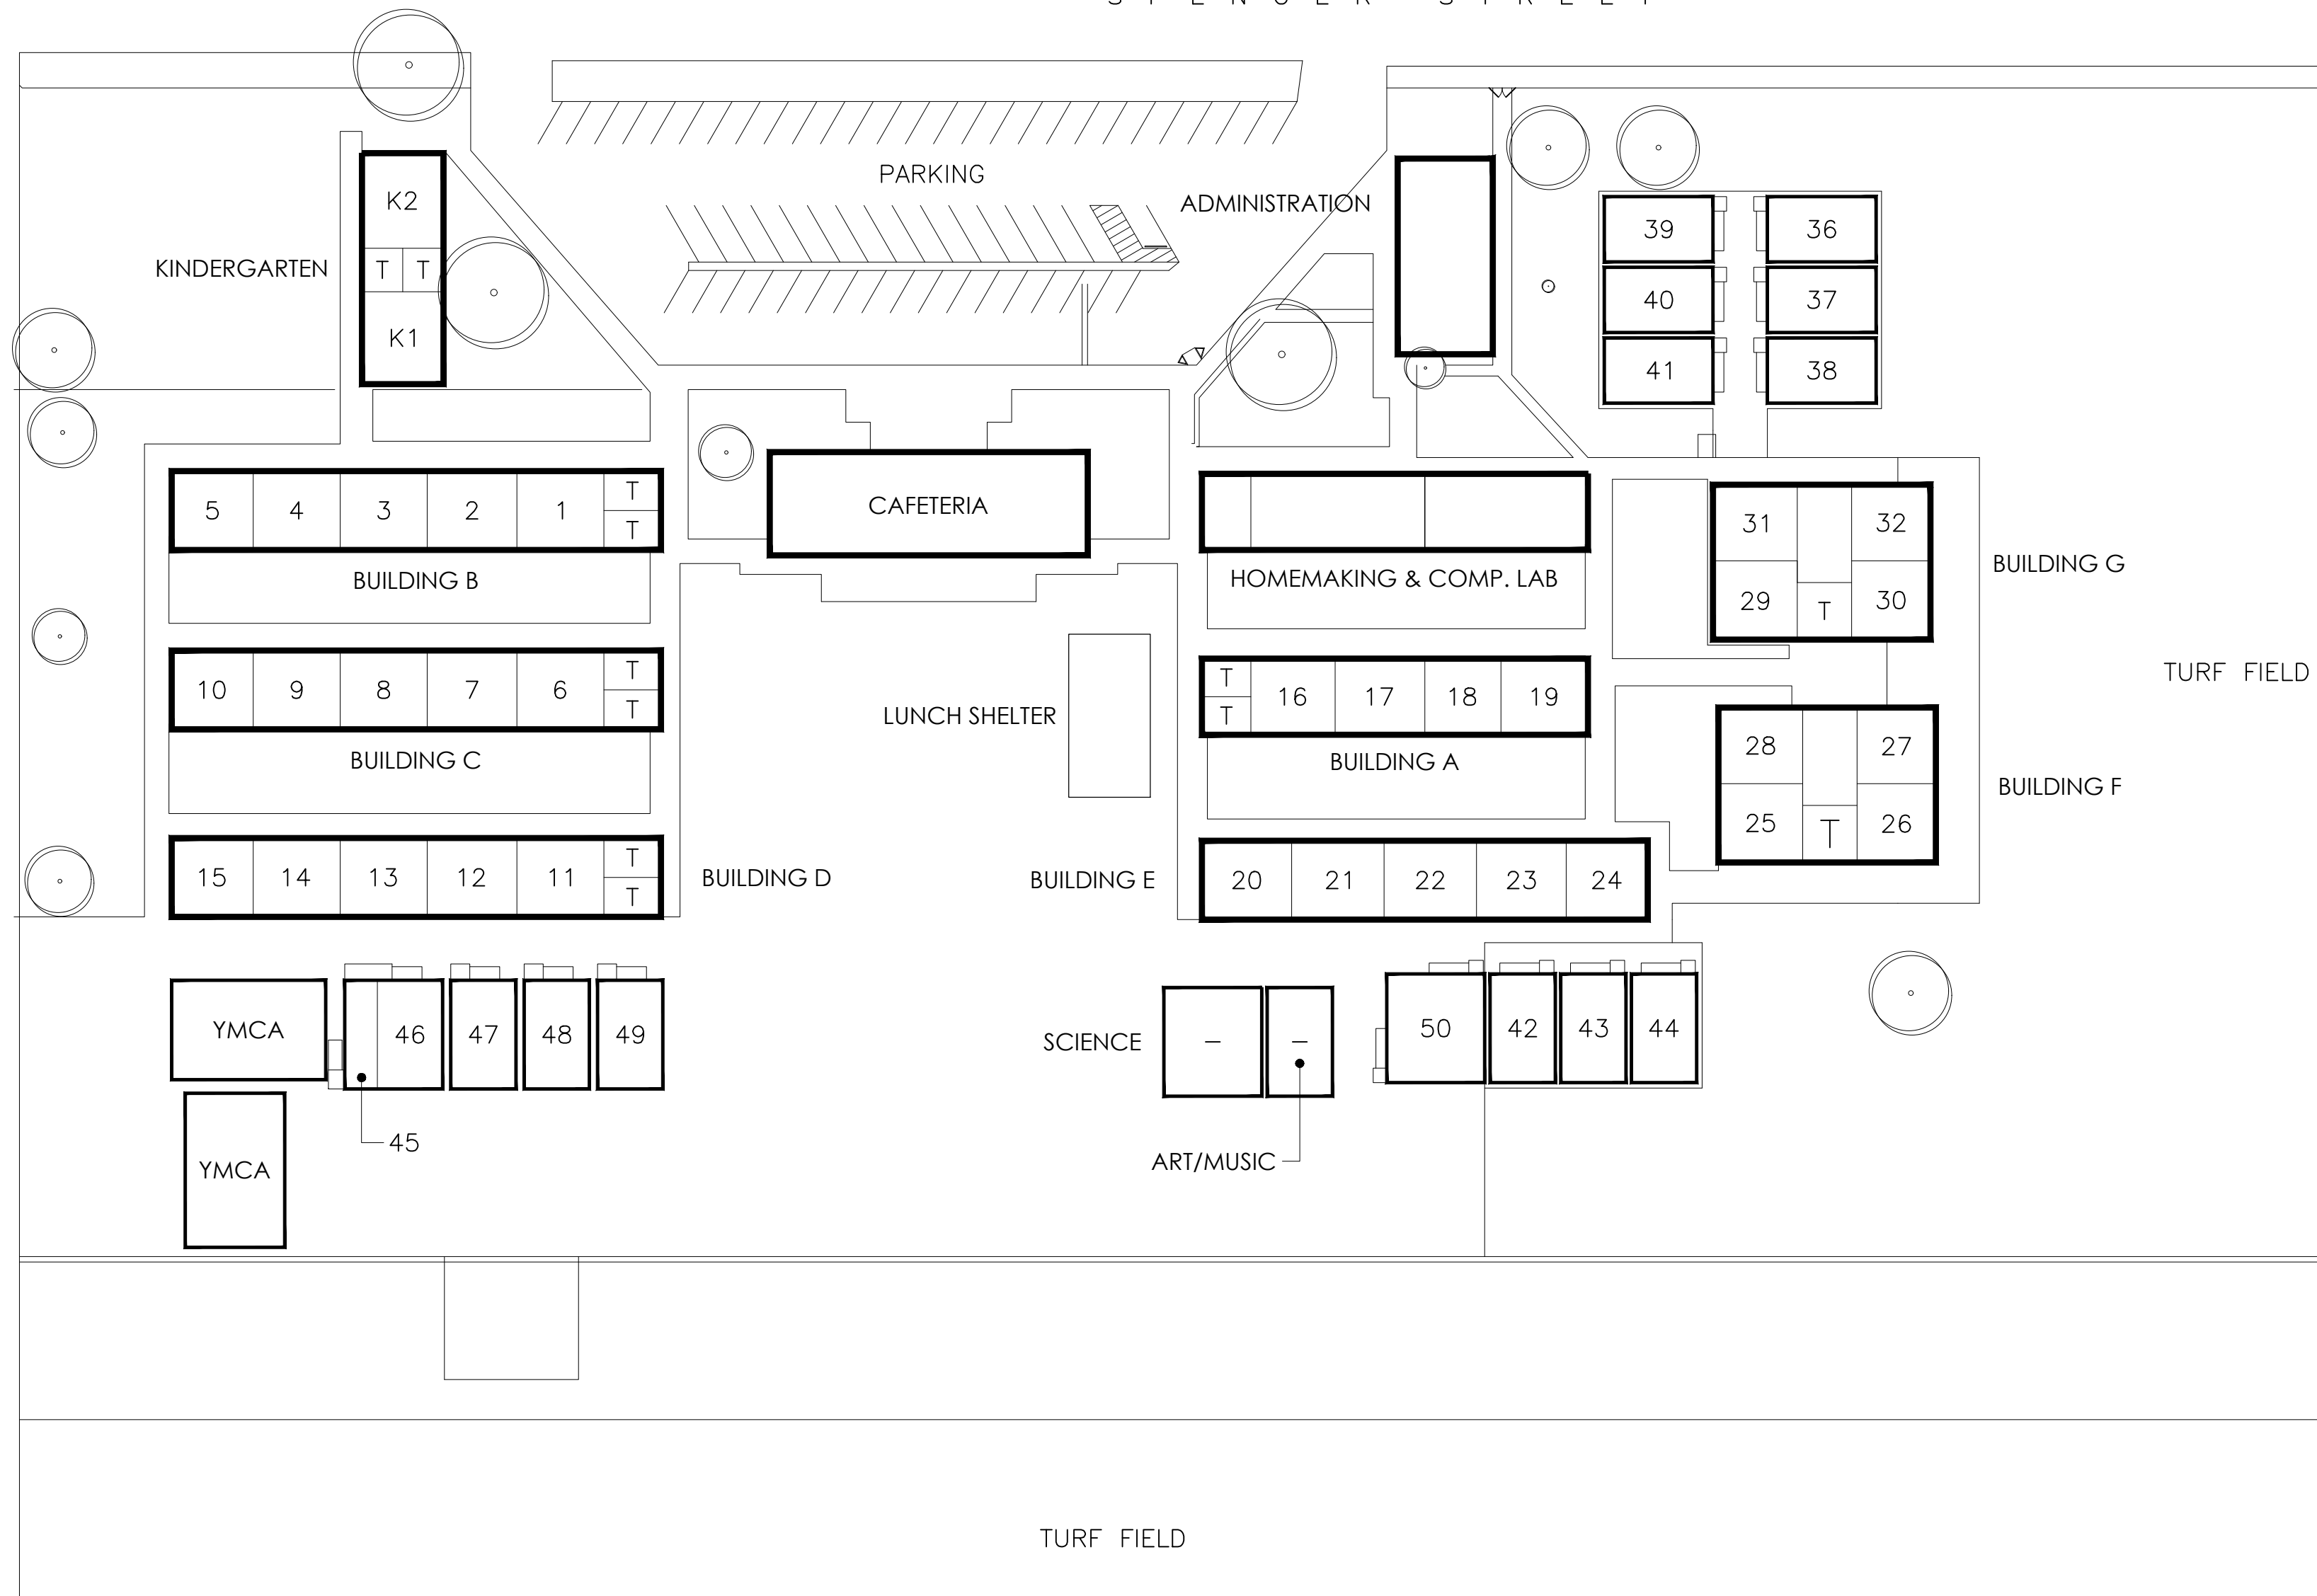 PARKING
ADMINISTRATION
K2
39
36
KINDERGARTEN
T T
40
37
K1
41
38
5 4 3 2 1 T
T
CAFETERIA
31
32
BUILDING G
BUILDING B
HOMEMAKING & COMP. LAB
29
T
30
10 9 8 7 6 T
T
T
T
16 17 18 19
TURF FIELD
LUNCH SHELTER
BUILDING C
BUILDING A
28
27
BUILDING F
25
T
26
15 14 13 12 11 T
T
BUILDING D
BUILDING E
20 21 22 23 24
YMCA
46 47 48 49
SCIENCE
–
–
50 42 43 44
45
YMCA
ART/MUSIC
TURF FIELD